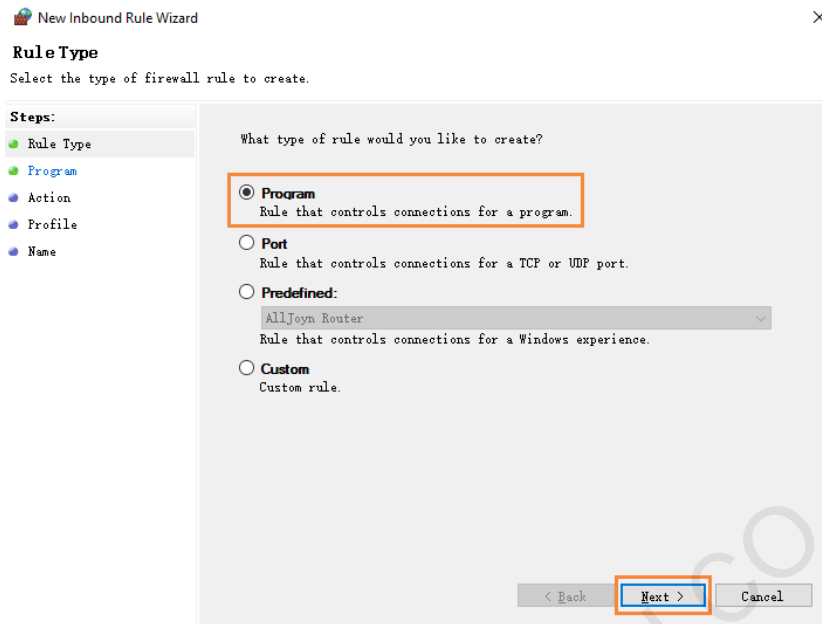 New Inbound Rule Wizard
Rule Type
Select the type of firewall rule to create.
Steps:
Rule Type
Program
Action
Profile
Name
What type of rule would you like to create?
Program
Rule that controls connections for a program.
Port
Rule that controls connections for a TCP or UDP port.
Predefined:
AllJoyn Router
Rule that controls connections for a Windows experience.
Custom
Custom rule.
< Back
Next >
Cancel